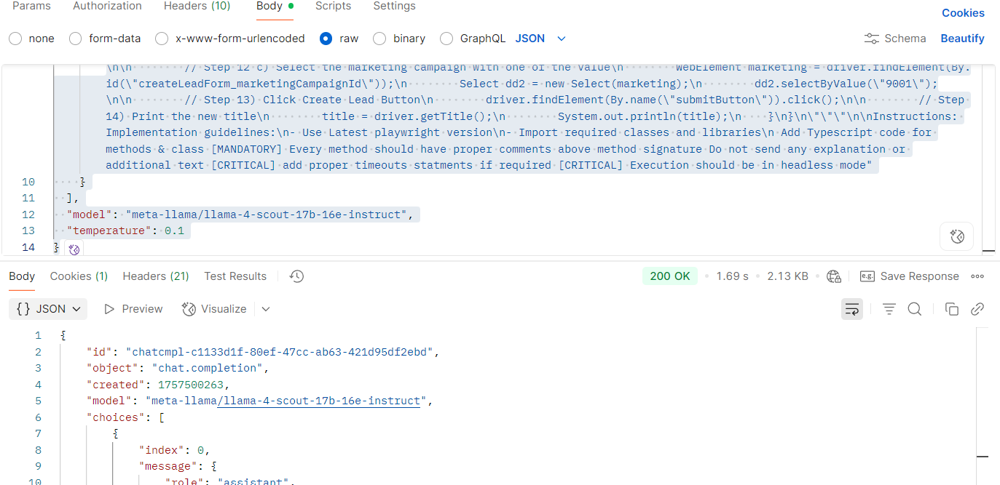 Params Authorization Headers (10) Body Scripts Settings
Cookies
none form-data x-www-form-urlencoded raw binary GraphQL JSON Schema Beautify
\n\n········//·Step·12·c)·Select·the·marketing·campaign·with·one·of·the·value\n········WebElement·marketing·=·driver.findElement(By.
id(\"createLeadForm_marketingCampaignId\"));\n········Select·dd2·=·new·Select(marketing);\n········dd2.selectByValue(\"9001\");
\n\n········//·Step·13)·Click·Create·Lead·Button\n········driver.findElement(By.name(\"submitButton\")).click();\n\n········//·Step·
14)·Print·the·new·title\n········title·=·driver.getTitle();\n········System.out.println(title);\n····}\n}\n\"\"\"\n\nInstructions:·
Implementation·guidelines:\n-·Use·Latest·playwright·version\n-·Import·required·classes·and·libraries\n·Add·Typescript·code·for·
methods·&·class·[MANDATORY]·Every·method·should·have·proper·comments·above·method·signature·Do·not·send·any·explanation·or·
additional·text·[CRITICAL]·add·proper·timeouts·statments·if·required·[CRITICAL]·Execution·should·be·in·headless·mode"
10 ····}
11 ··],
12 ··"model":·"meta-llama/llama-4-scout-17b-16e-instruct",
13 ··"temperature":·0.1
14 }
Body Cookies (1) Headers (21) Test Results 200 OK • 1.69 s • 2.13 KB • e.g. Save Response
{} JSON Preview Visualize
1 {
2 "id": "chatcmpl-c1133d1f-80ef-47cc-ab63-421d95df2ebd",
3 "object": "chat.completion",
4 "created": 1757500263,
5 "model": "meta-llama/llama-4-scout-17b-16e-instruct",
6 "choices": [
7 {
8 "index": 0,
9 "message": {
10 "role": "assistant",